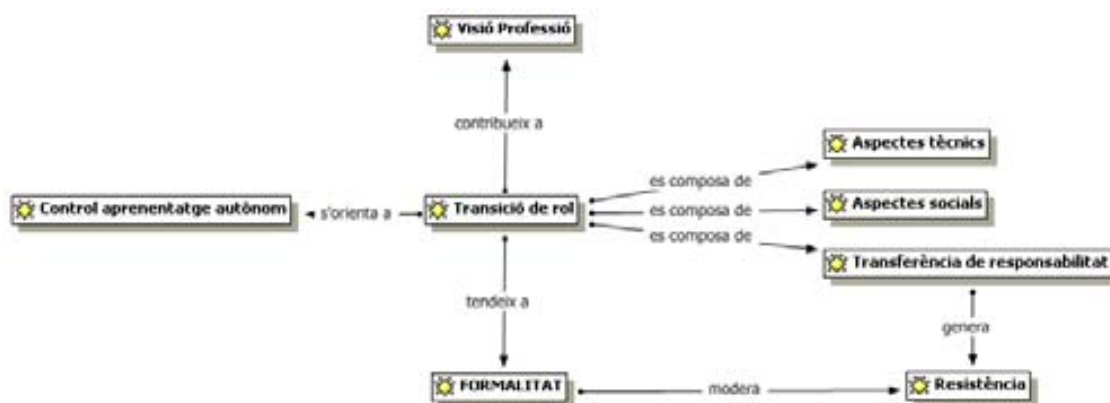 Visió Professió
contribueix a
Aspectes tècnics
es composa de
Control aprenentatge autònom
s'orienta a
Transició de rol
es composa de
Aspectes socials
es composa de
Transferència de responsabilitat
tendeix a
genera
FORMALITAT
modera
Resistència